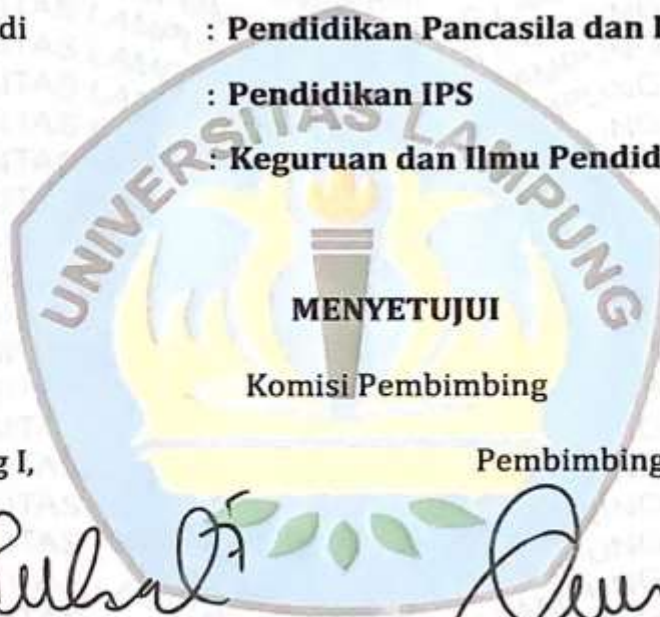 di : Pendidikan Pancasila dan
: Pendidikan IPS
: Keguruan dan Ilmu Pendid
UNIVERSITAS LAMPUNG
MENYETUJUI
Komisi Pembimbing
g I, Pembimbing